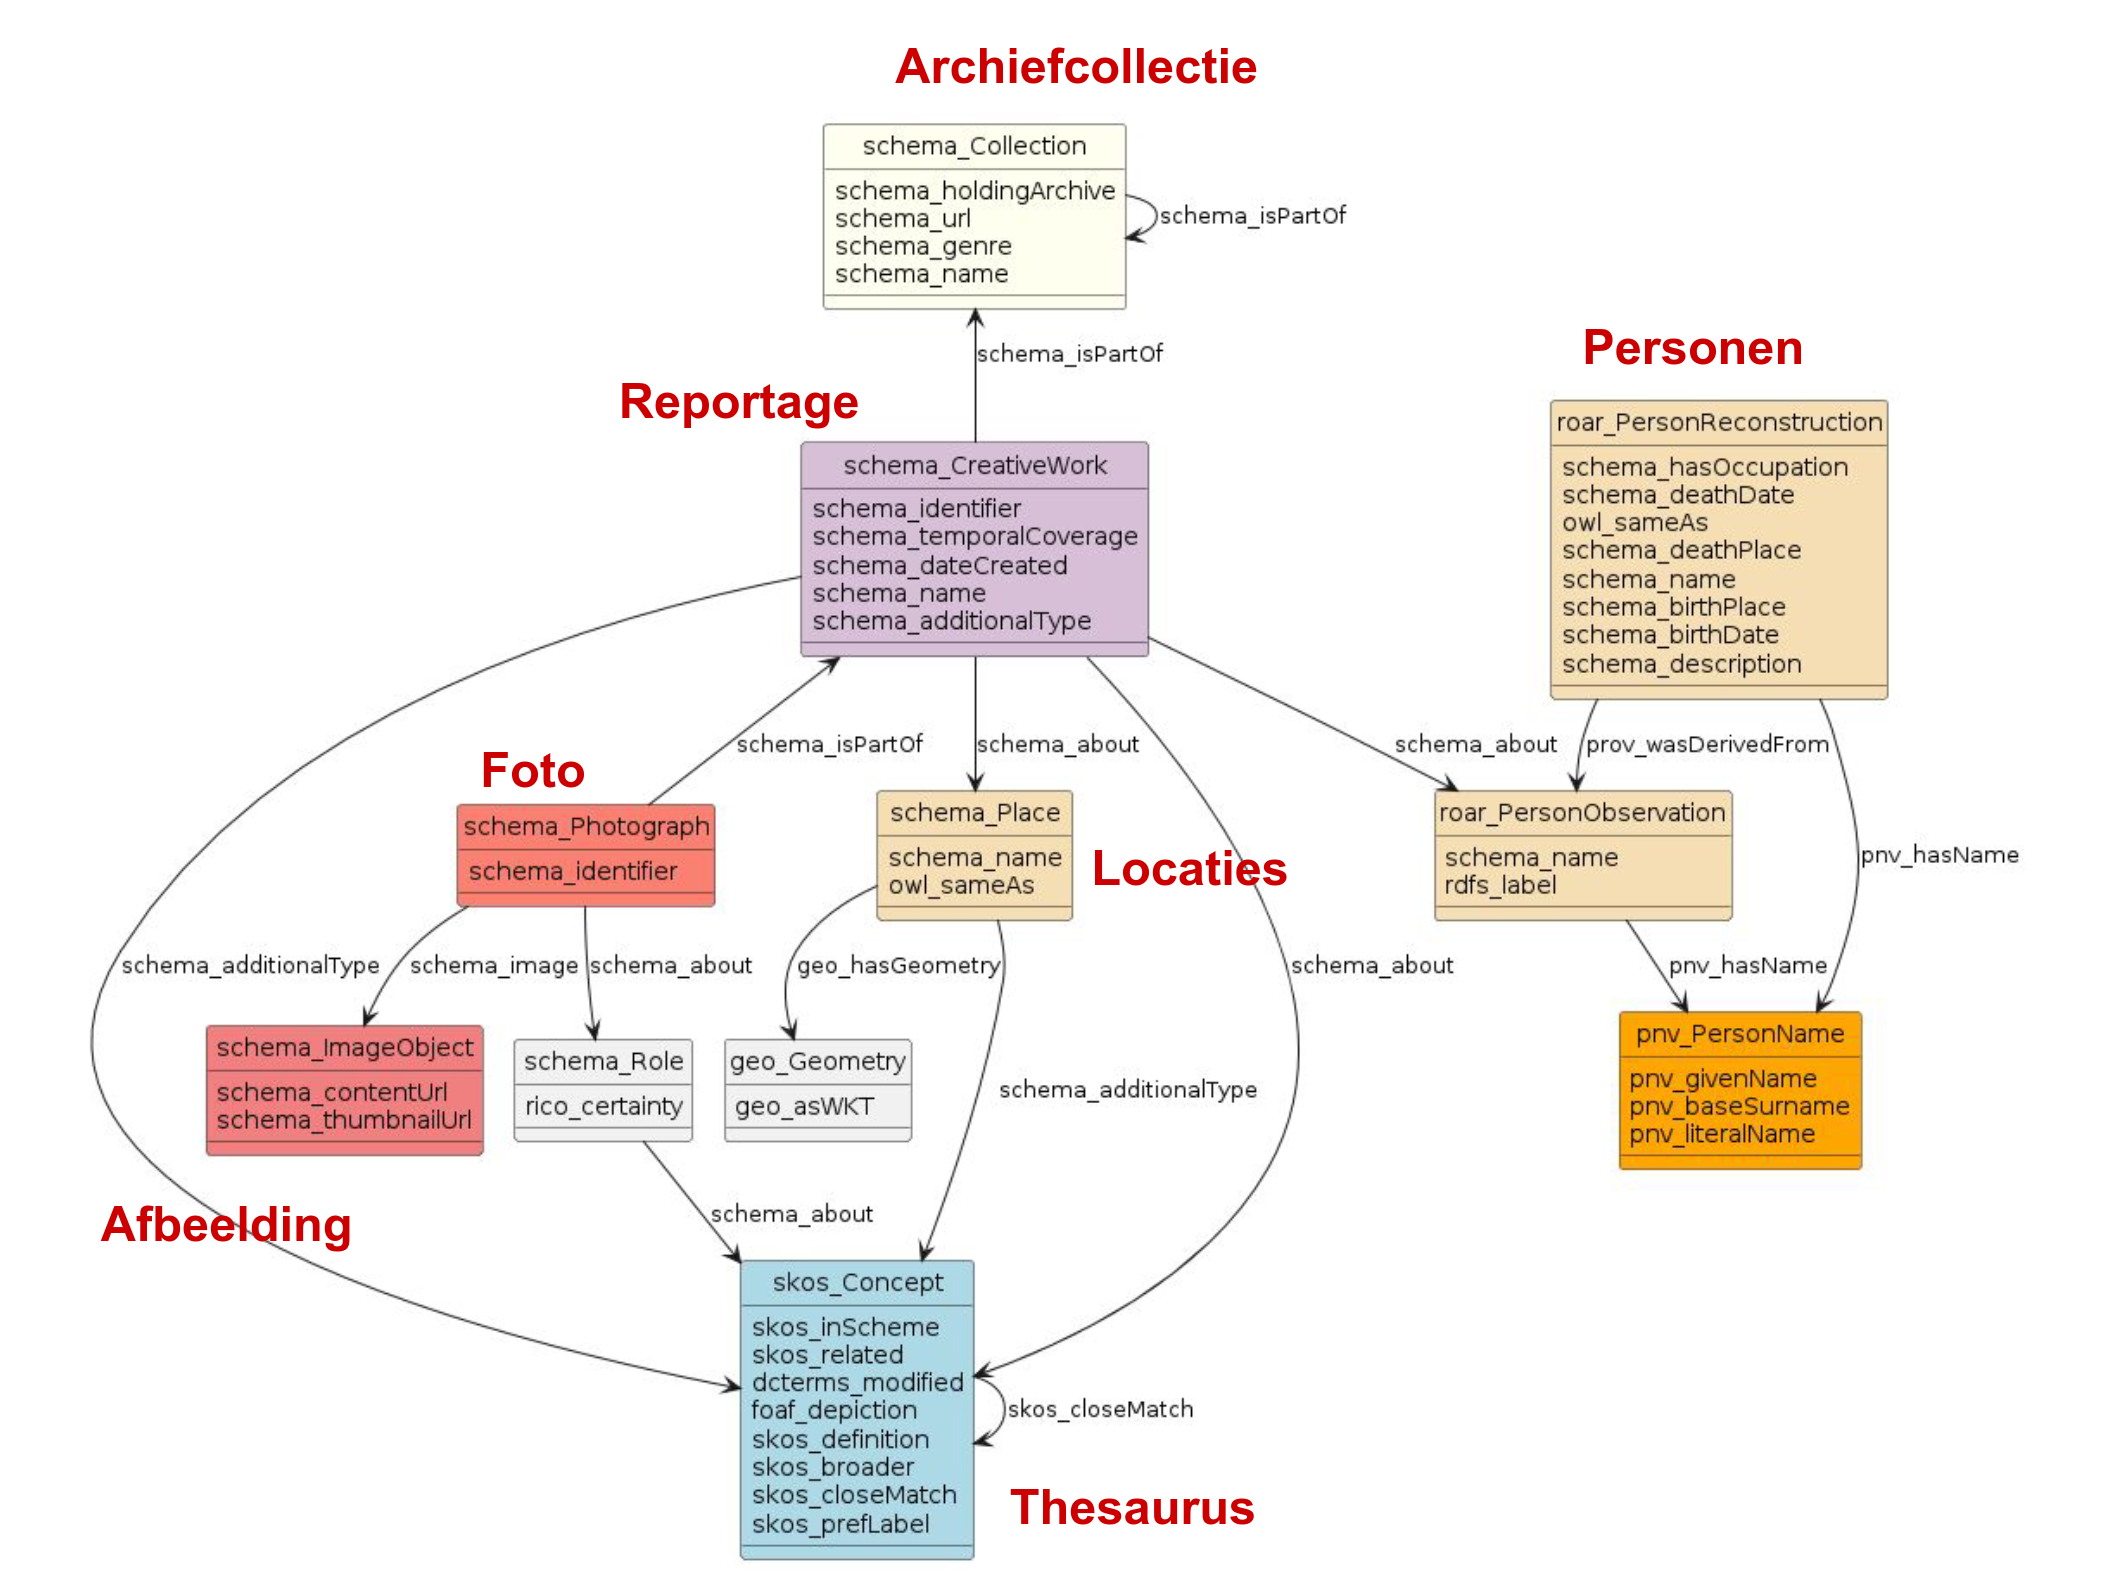 Archiefcollectie
schema_Collection
schema_holdingArchive
schema_url
schema_genre
schema_name
schema_isPartOf
schema_isPartOf
Reportage
schema_CreativeWork
schema_identifier
schema_temporalCoverage
schema_dateCreated
schema_name
schema_additionalType
Personen
roar_PersonReconstruction
schema_hasOccupation
schema_deathDate
owl_sameAs
schema_deathPlace
schema_name
schema_birthPlace
schema_birthDate
schema_description
schema_isPartOf
schema_about
schema_about
prov_wasDerivedFrom
Foto
schema_Photograph
schema_identifier
schema_Place
schema_name
owl_sameAs
Locaties
roar_PersonObservation
schema_name
rdfs_label
pnv_hasName
schema_additionalType
schema_image
schema_about
geo_hasGeometry
schema_about
pnv_hasName
schema_ImageObject
schema_contentUrl
schema_thumbnailUrl
schema_Role
rico_certainty
geo_Geometry
geo_asWKT
schema_additionalType
pnv_PersonName
pnv_givenName
pnv_baseSurname
pnv_literalName
Afbeelding
schema_about
skos_Concept
skos_inScheme
skos_related
dcterms_modified
foaf_depiction
skos_definition
skos_broader
skos_closeMatch
skos_prefLabel
skos_closeMatch
Thesaurus